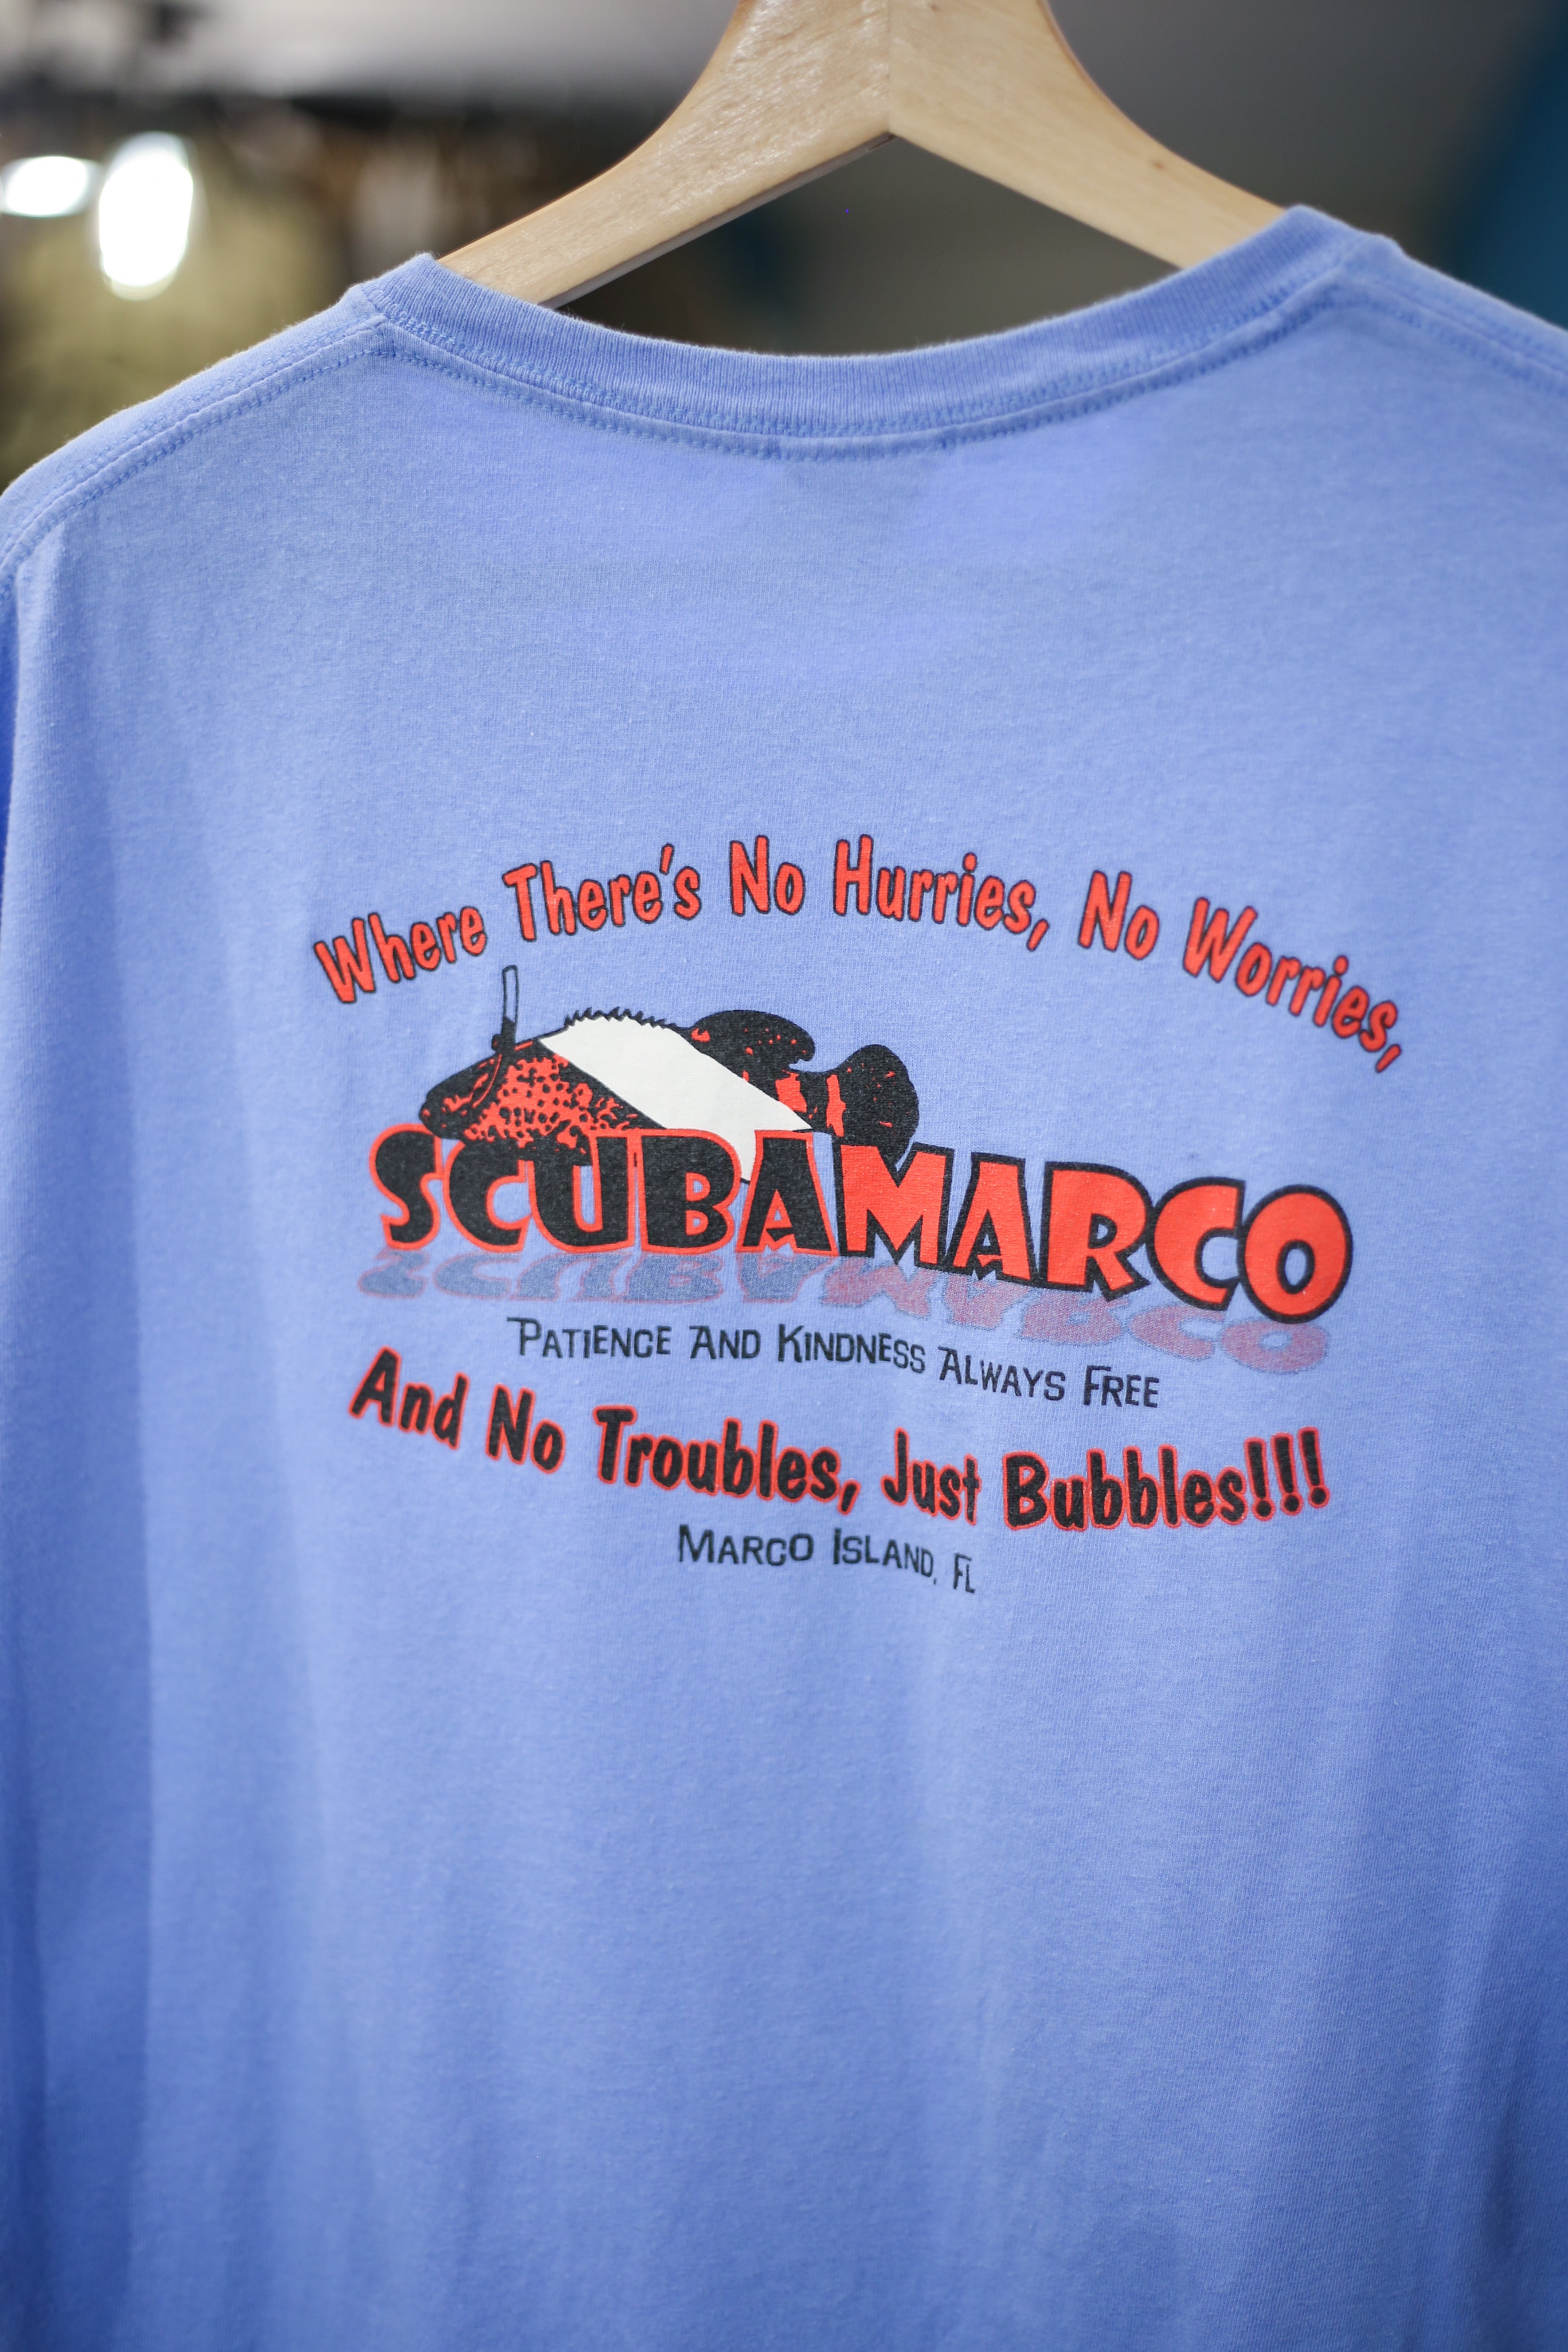 Where There's No Hurries, No Worries,
SCUBAMARCO
PATIENCE AND KINDNESS ALWAYS FREE
And No Troubles, Just Bubbles!!!
MARCO ISLAND, FL